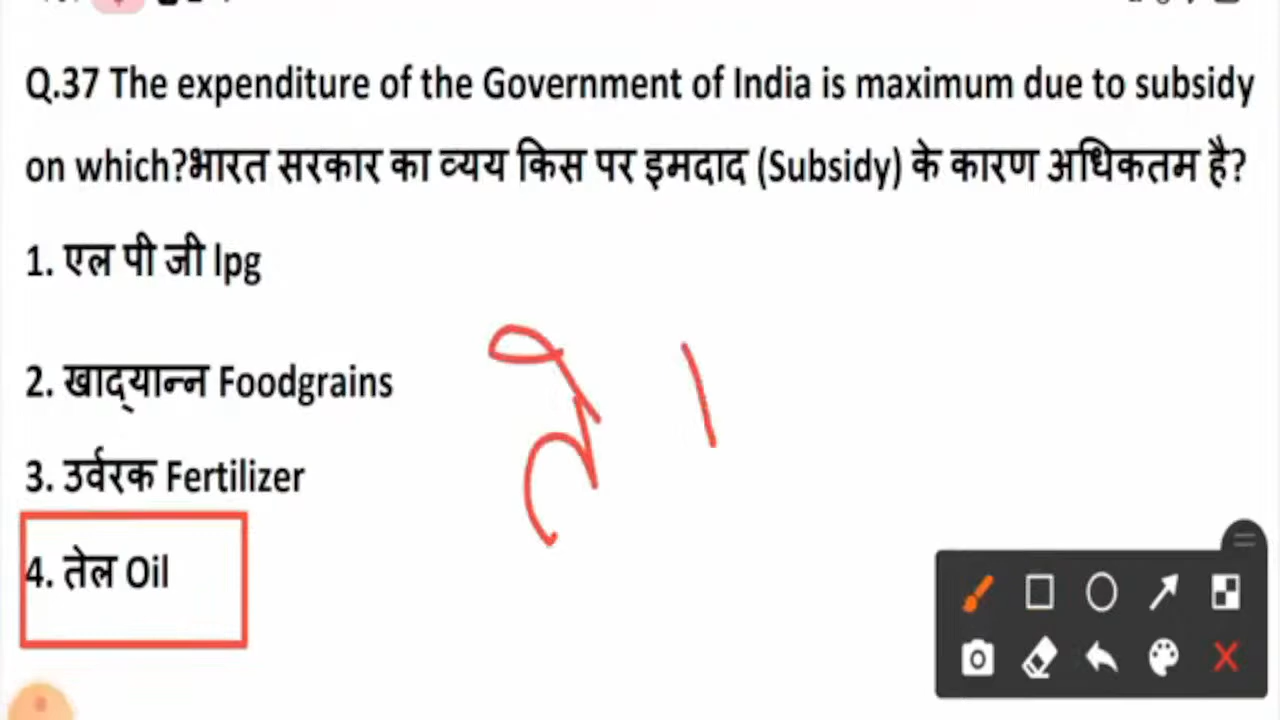 Q.37 The expenditure of the Government of India is maximum due to subsidy
on which?भारत सरकार का व्यय किस पर इमदाद (Subsidy) के कारण अधिकतम है?
1. एल पी जी lpg
2. खाद्यान्न Foodgrains
3. उर्वरक Fertilizer
4. तेल Oil